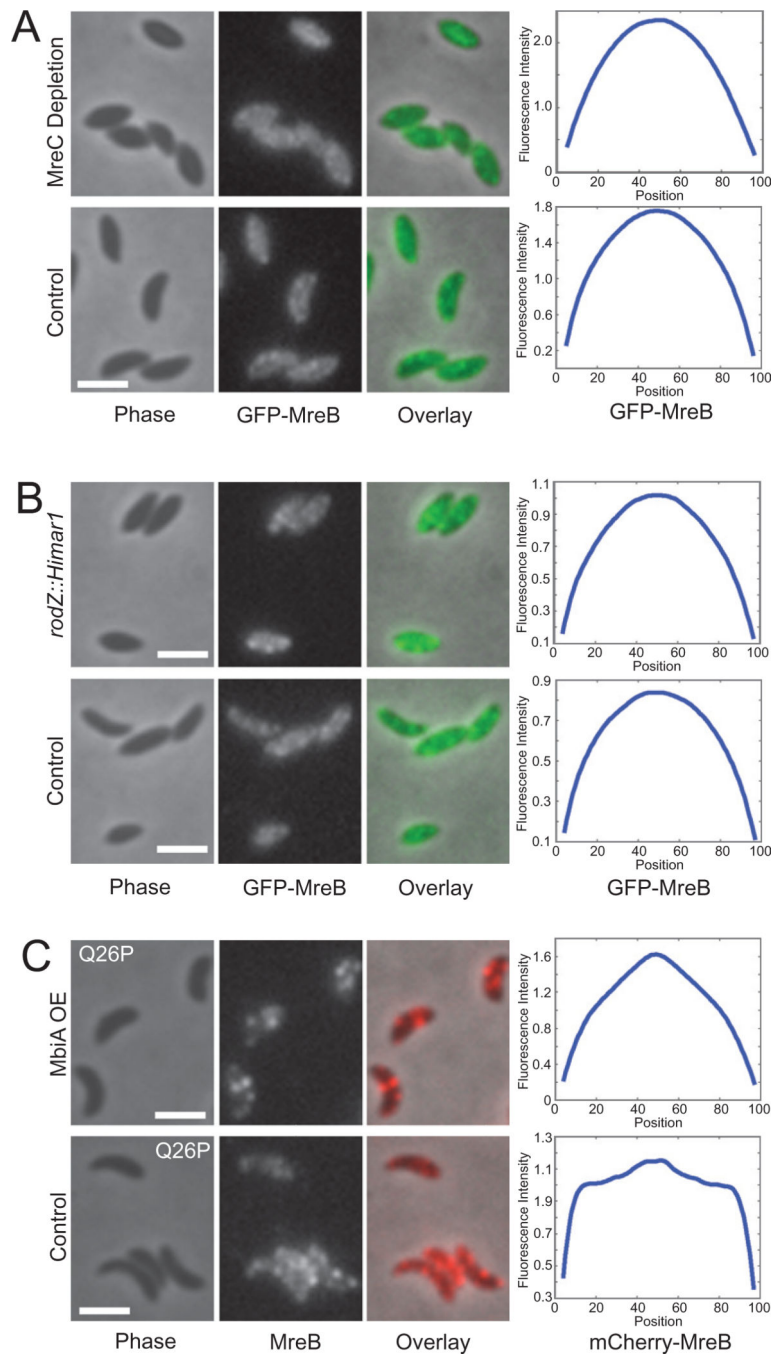 A
MreC Depletion
Fluorescence Intensity
2.0
1.0
0
0 20 40 60 80 100
Position
Control
Fluorescence Intensity
1.8
1.4
1.0
0.6
0.2
0 20 40 60 80 100
Position
Phase GFP-MreB Overlay GFP-MreB
B
rodZ::Himar1
Fluorescence Intensity
1.1
0.9
0.7
0.5
0.3
0.1
0 20 40 60 80 100
Position
Control
Fluorescence Intensity
0.9
0.7
0.5
0.3
0.1
0 20 40 60 80 100
Position
Phase GFP-MreB Overlay GFP-MreB
C
Q26P
MbiA OE
Fluorescence Intensity
1.6
1.2
0.8
0.4
0
0 20 40 60 80 100
Position
Q26P
Control
Fluorescence Intensity
1.3
1.1
0.9
0.7
0.5
0.3
0 20 40 60 80 100
Position
Phase MreB Overlay mCherry-MreB